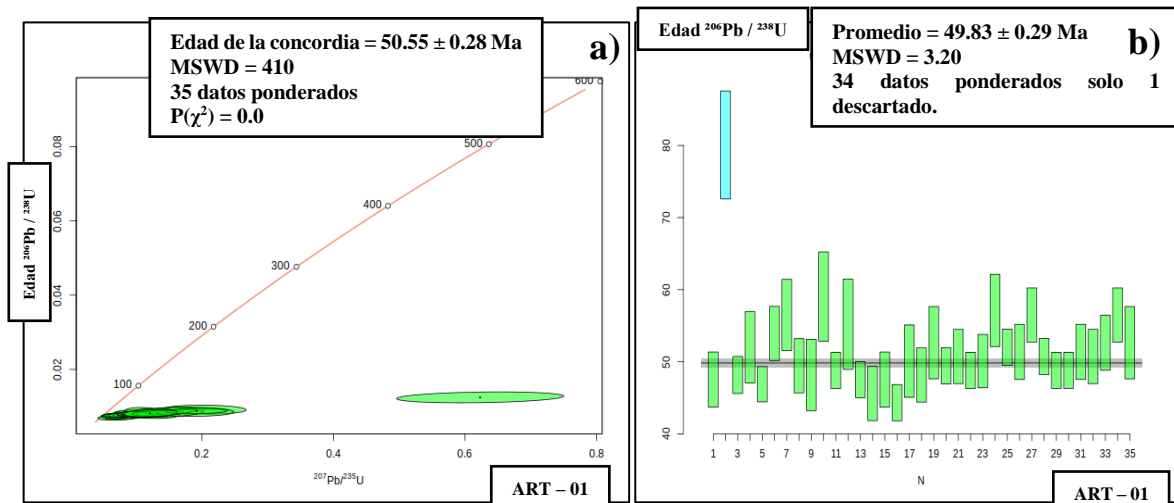 Edad de la concordia = 50.55 ± 0.28 Ma
MSWD = 410
35 datos ponderados
P(χ²) = 0.0
a)
Edad ²⁰⁶Pb / ²³⁸U
0.02
0.04
0.06
0.08
100
200
300
400
500
600
0.2
0.4
0.6
0.8
²⁰⁷Pb/²³⁵U
ART – 01
Edad ²⁰⁶Pb / ²³⁸U
Promedio = 49.83 ± 0.29 Ma
MSWD = 3.20
34 datos ponderados solo 1
descartado.
b)
80
70
60
50
40
1 3 5 7 9 11 13 15 17 19 21 23 25 27 29 31 33 35
N
ART – 01